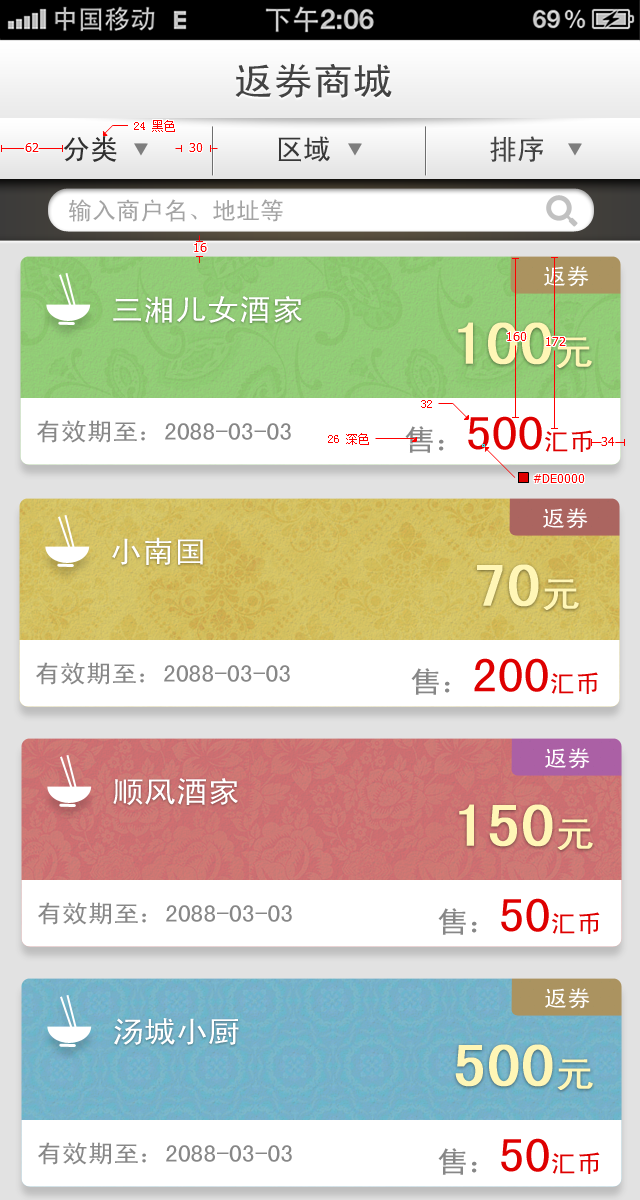 中国移动 E 下午2:06 69%
返券商城
24 黑色
62 分类 ▼ 30 区域 ▼ 排序 ▼
输入商户名、地址等
16
返券
三湘儿女酒家
100元
160 172
32
有效期至：2088-03-03 26 深色 售：500汇币 34
#DE0000
返券
小南国
70元
有效期至：2088-03-03 售：200汇币
返券
顺风酒家
150元
有效期至：2088-03-03 售：50汇币
返券
汤城小厨
500元
有效期至：2088-03-03 售：50汇币